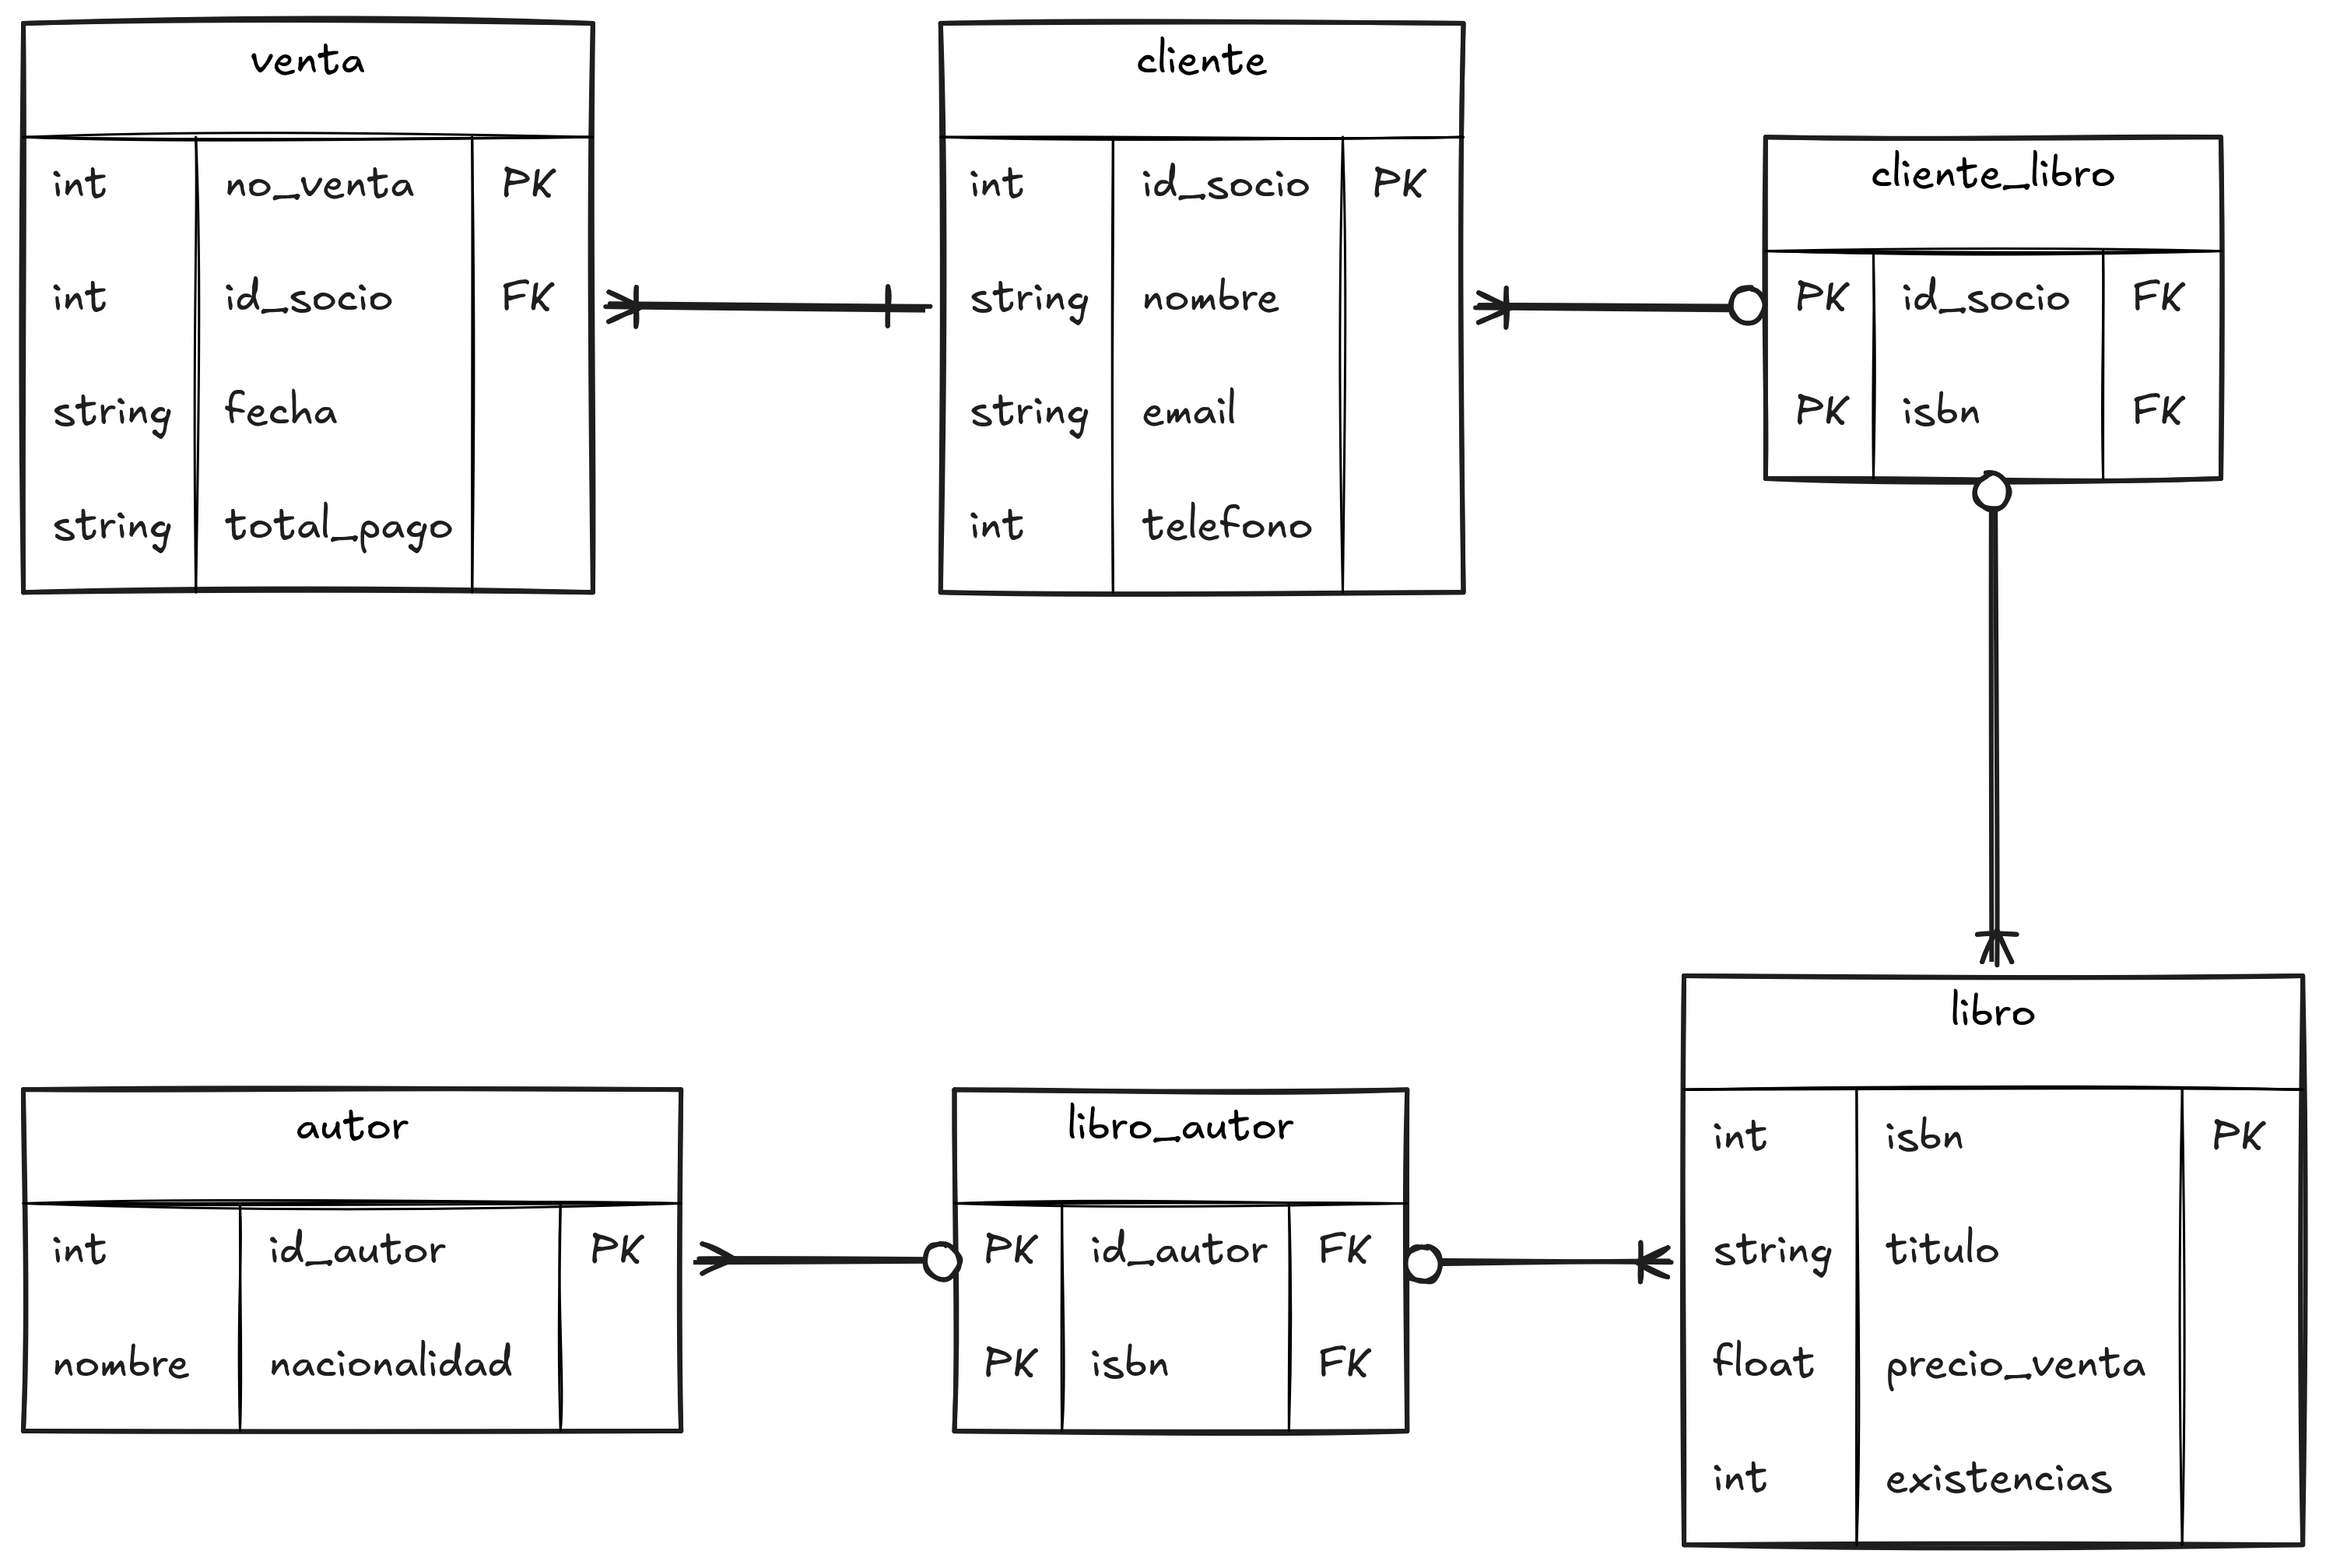 venta
int no_venta PK
int id_socio FK
string fecha
string total_pago
cliente
int id_socio PK
string nombre
string email
int telefono
cliente_libro
PK id_socio FK
PK isbn FK
autor
int id_autor PK
nombre nacionalidad
libro_autor
PK id_autor FK
PK isbn FK
libro
int isbn PK
string titulo
float precio_venta
int existencias